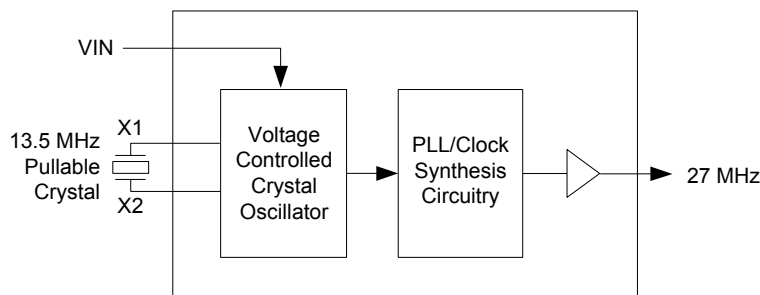 VIN
13.5 MHz
Pullable
Crystal
X1
X2
Voltage
Controlled
Crystal
Oscillator
PLL/Clock
Synthesis
Circuitry
27 MHz